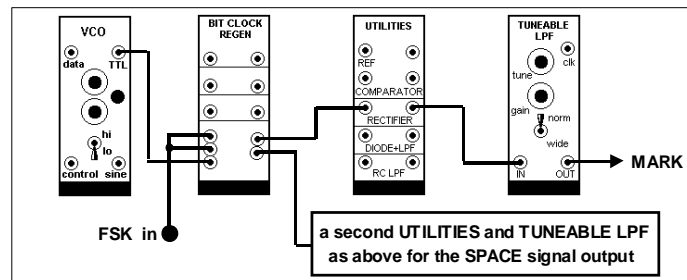 VCO
data
TTL
hi
lo
control
sine
BIT CLOCK
REGEN
UTILITIES
REF
COMPARATOR
RECTIFIER
DIODE+LPF
RC LPF
TUNEABLE
LPF
clk
tune
gain
norm
wide
IN
OUT
MARK
FSK in
a second UTILITIES and TUNEABLE LPF
as above for the SPACE signal output